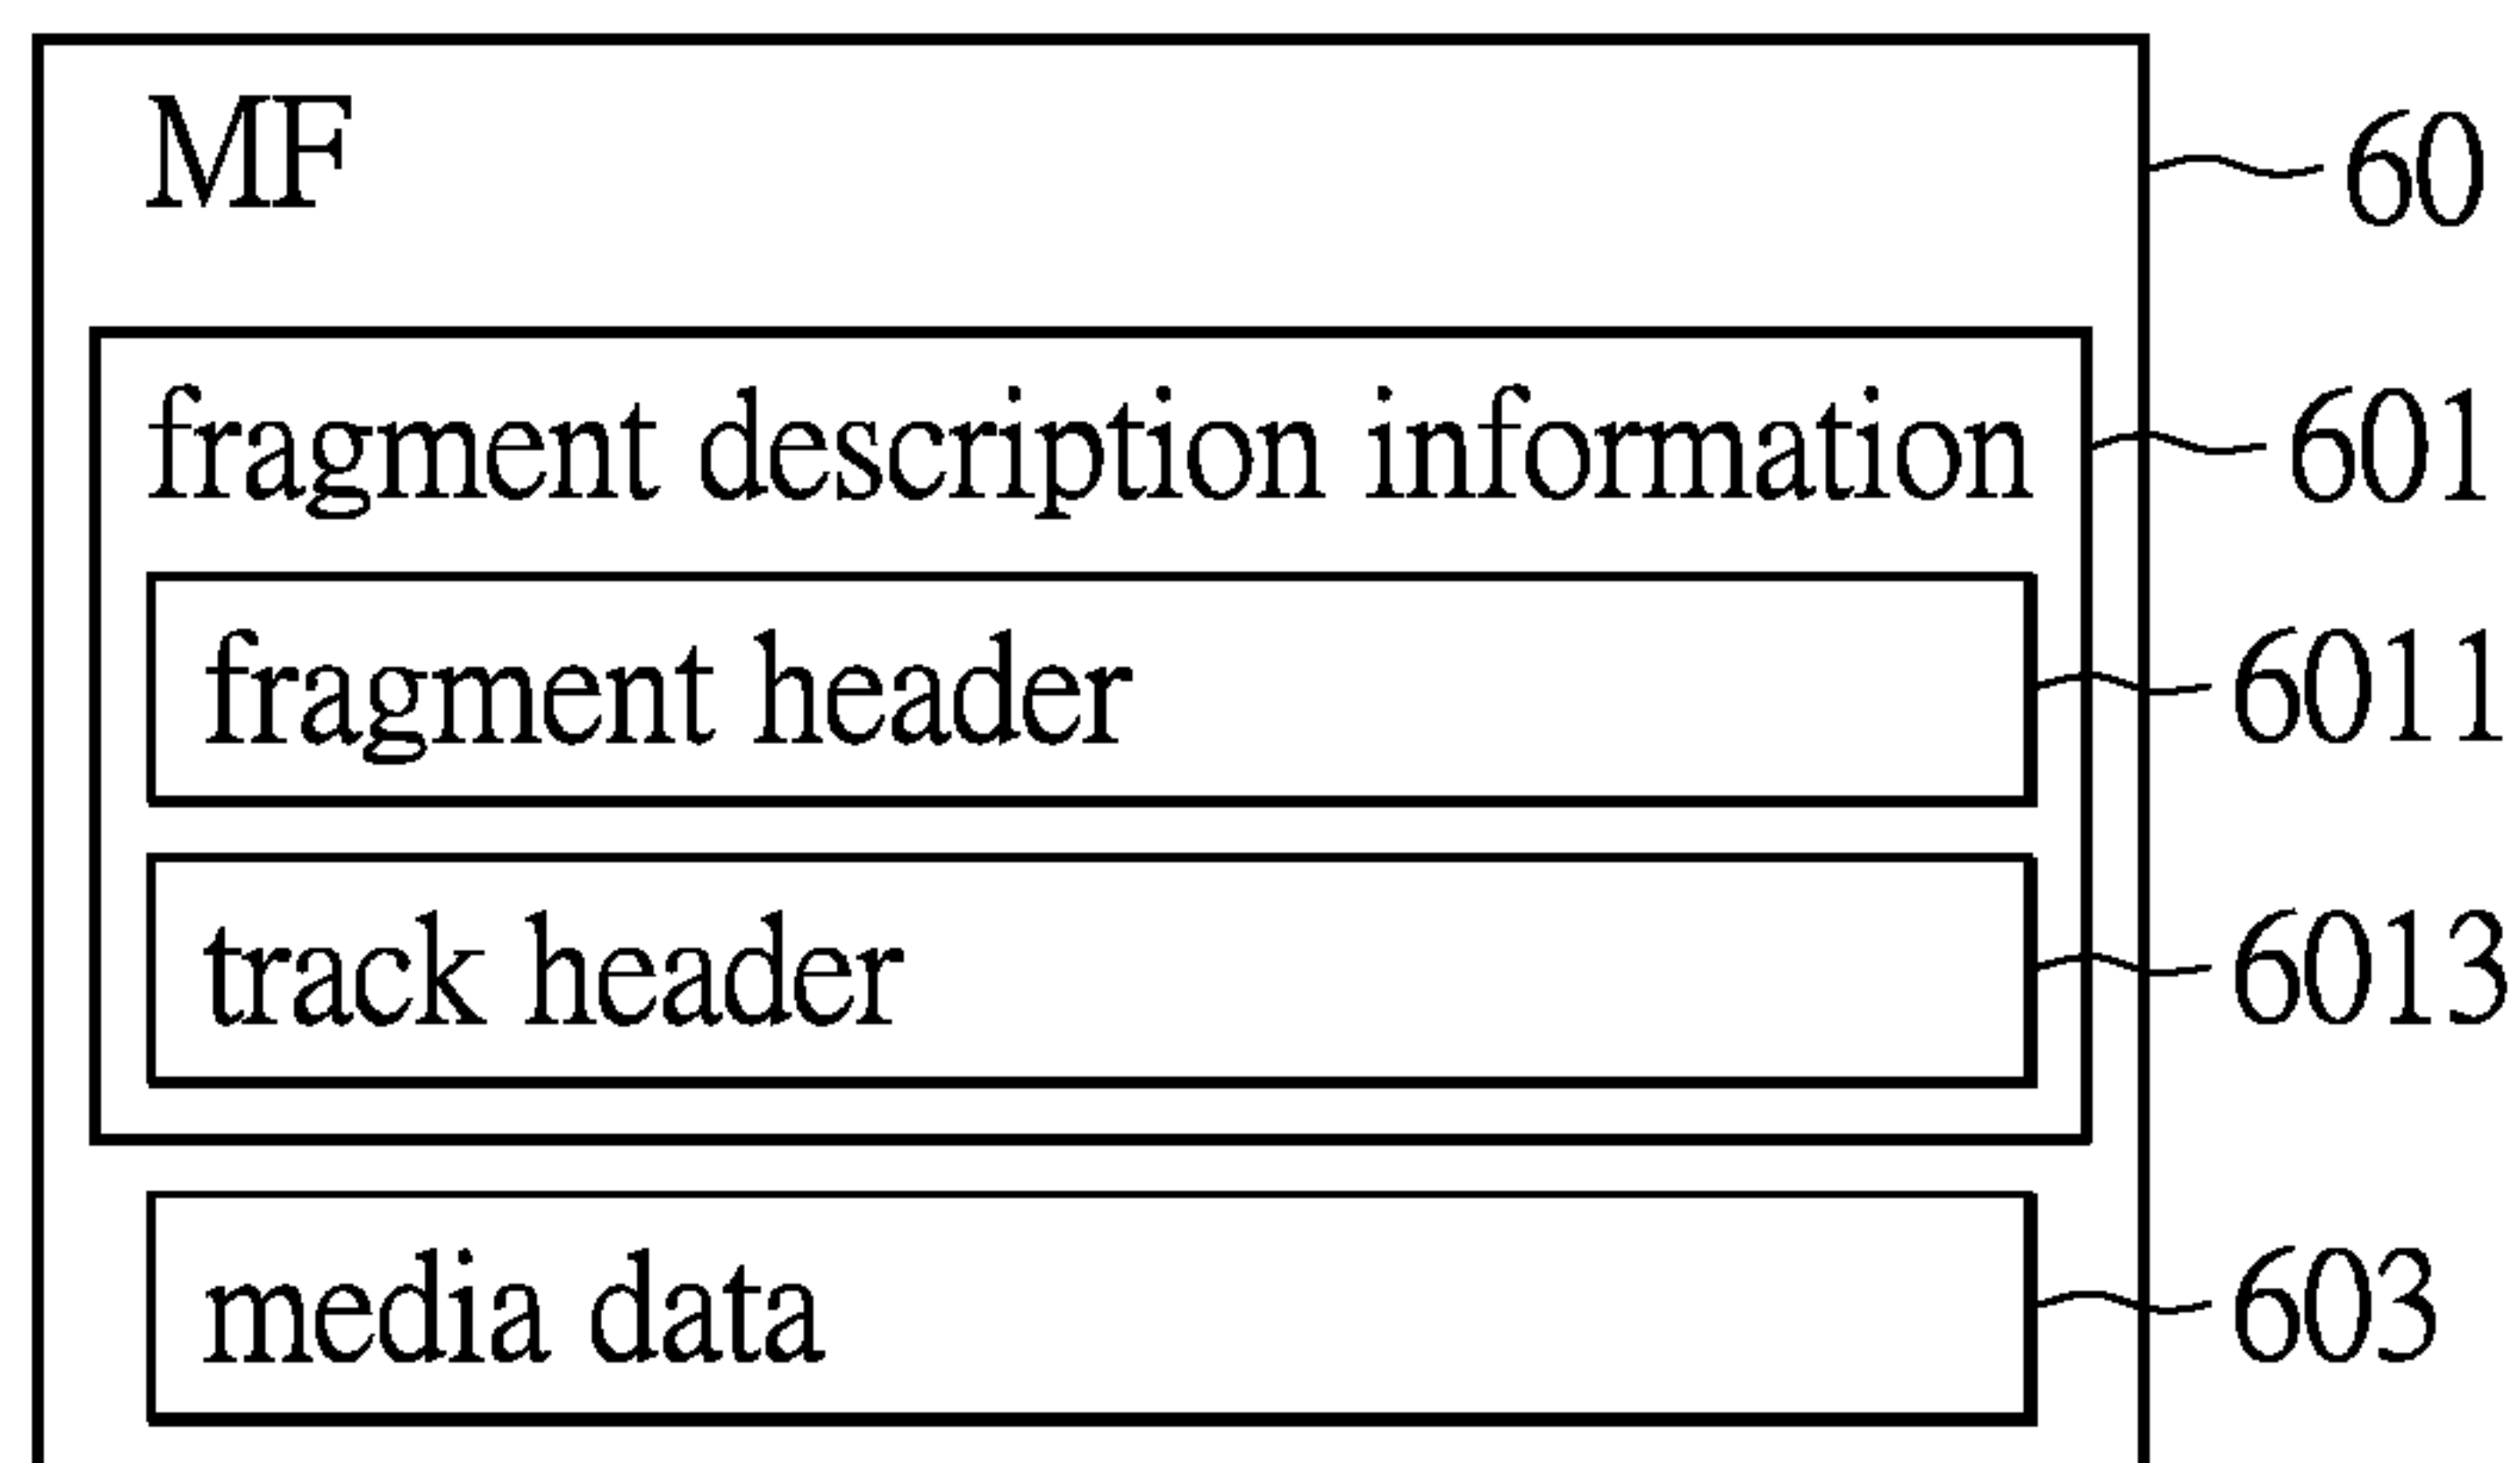 MF 60
fragment description information 601
fragment header 6011
track header 6013
media data 603